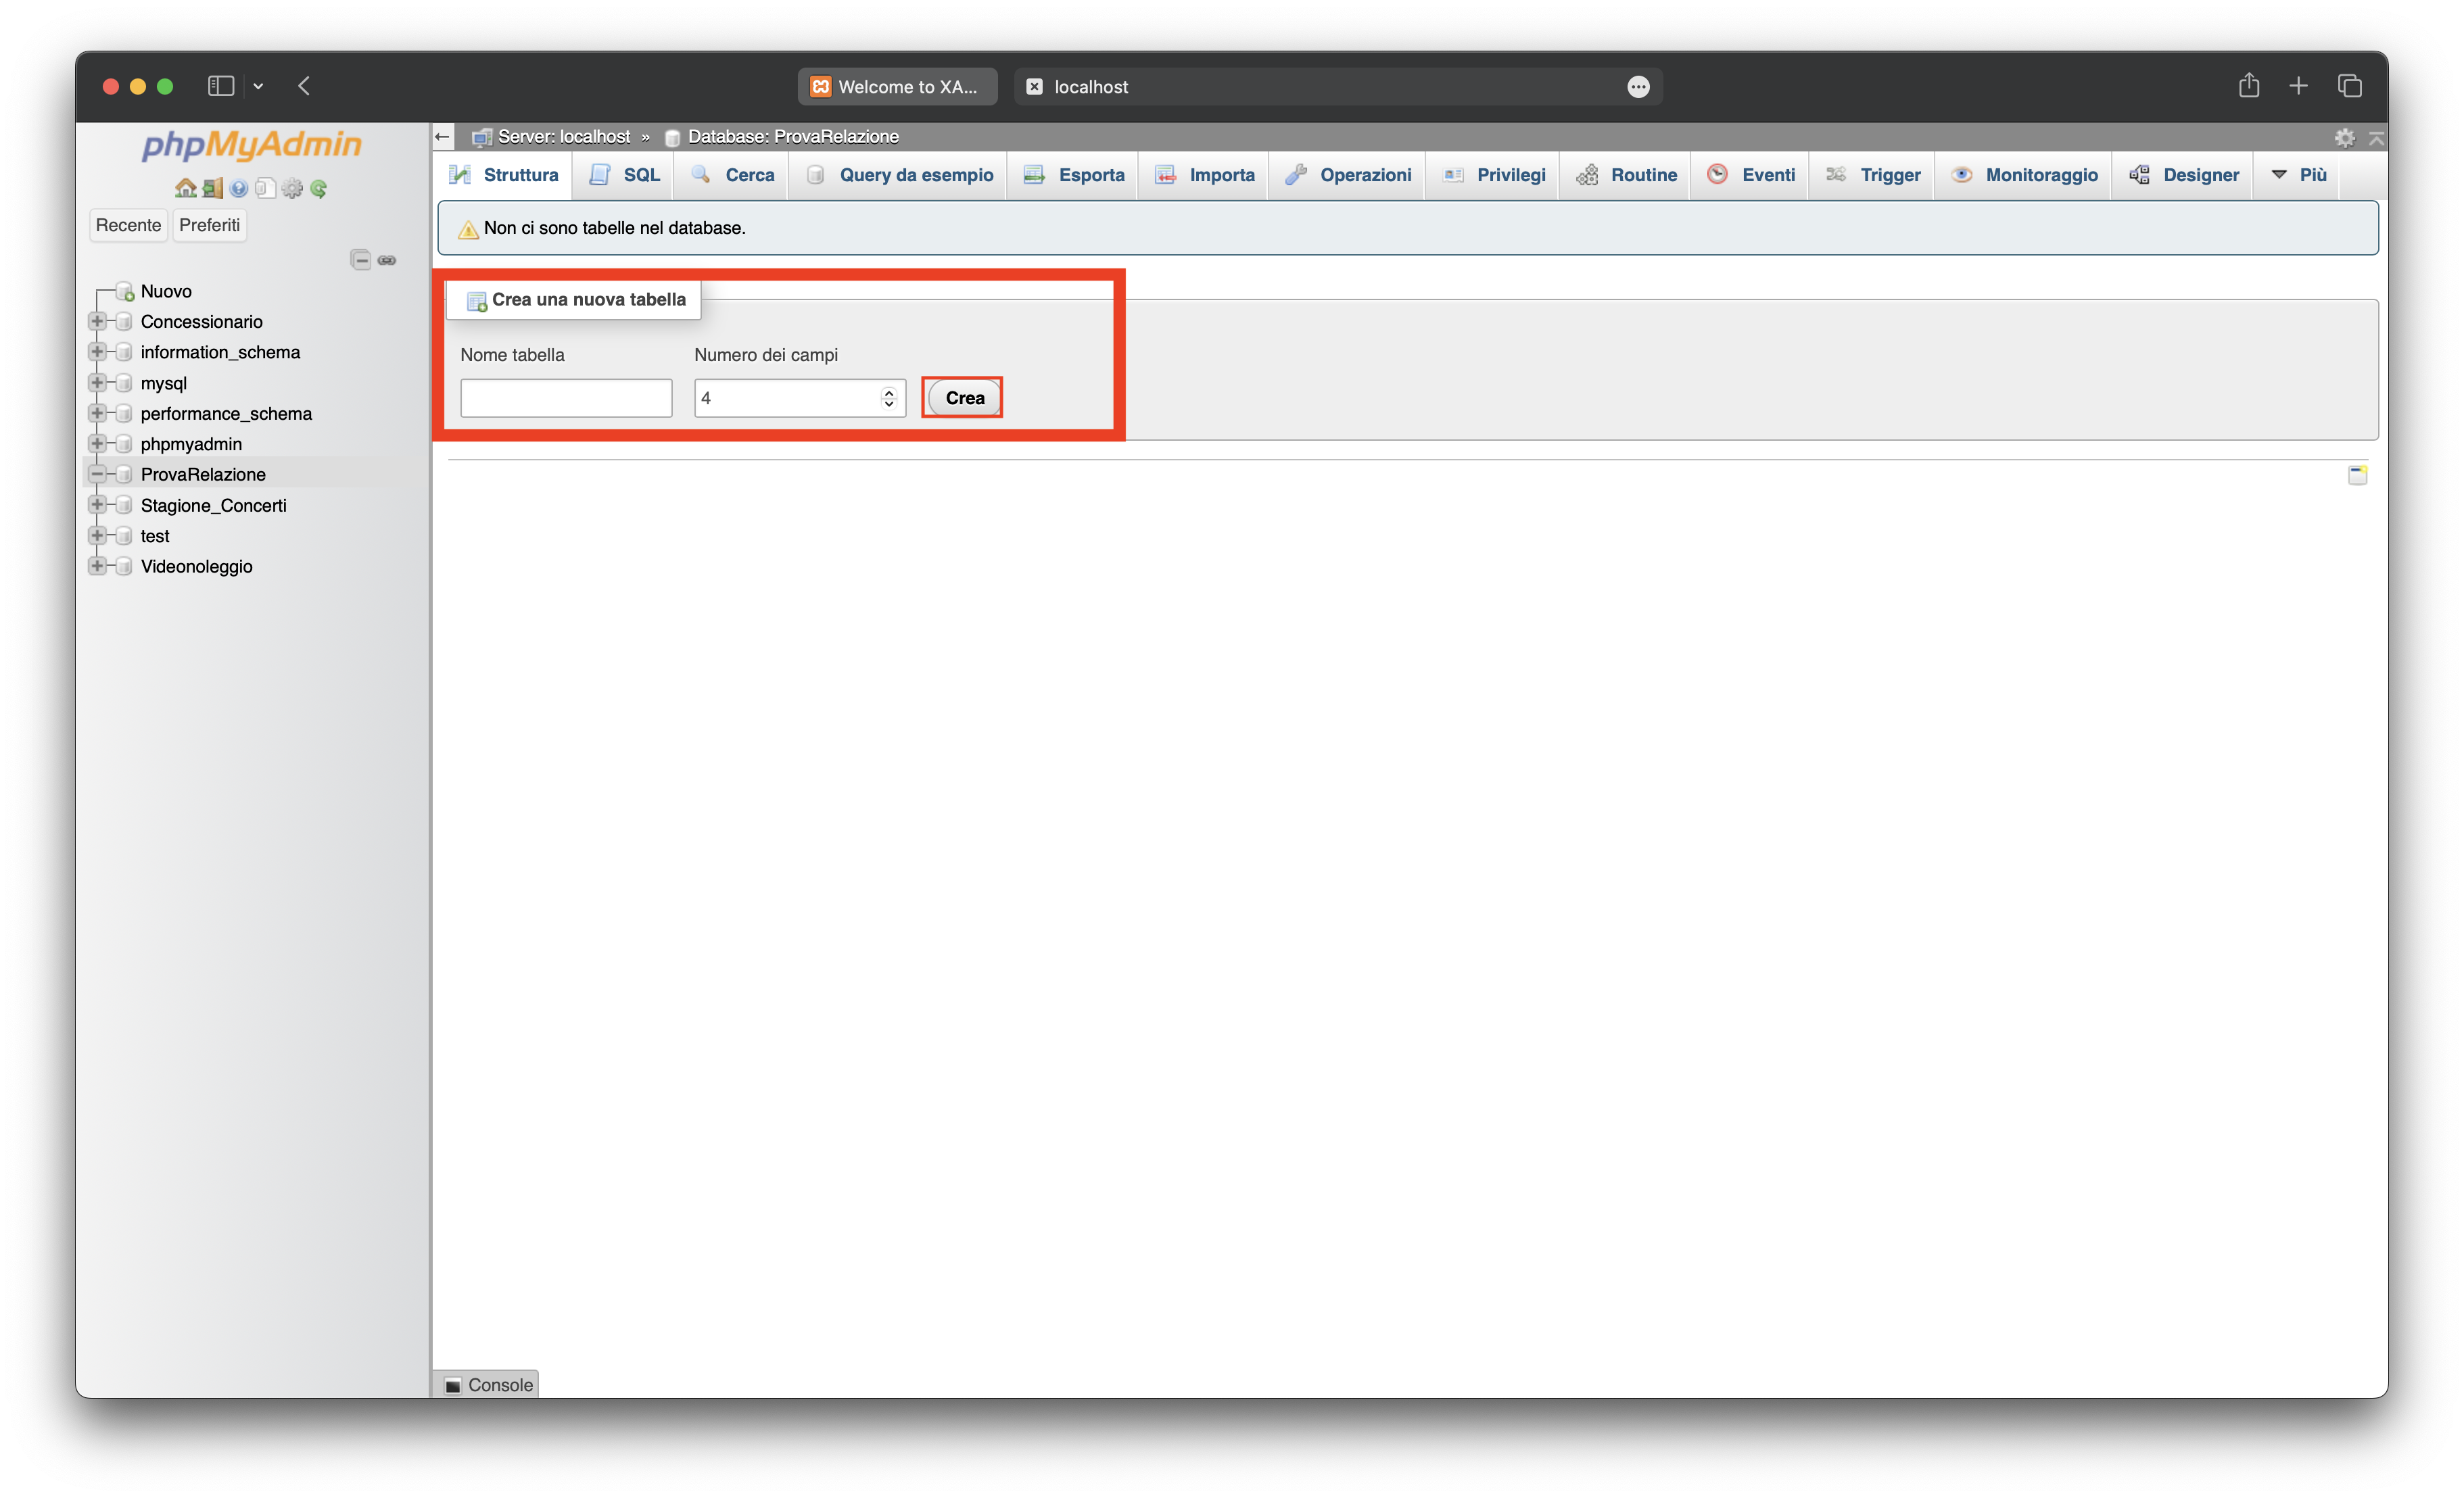 Welcome to XA...
localhost
phpMyAdmin
Recente Preferiti
Nuovo
Concessionario
information_schema
mysql
performance_schema
phpmyadmin
ProvaRelazione
Stagione_Concerti
test
Videonoleggio
Server: localhost » Database: ProvaRelazione
Struttura SQL Cerca Query da esempio Esporta Importa Operazioni Privilegi Routine Eventi Trigger Monitoraggio Designer Più
Non ci sono tabelle nel database.
Crea una nuova tabella
Nome tabella Numero dei campi
4 Crea
Console